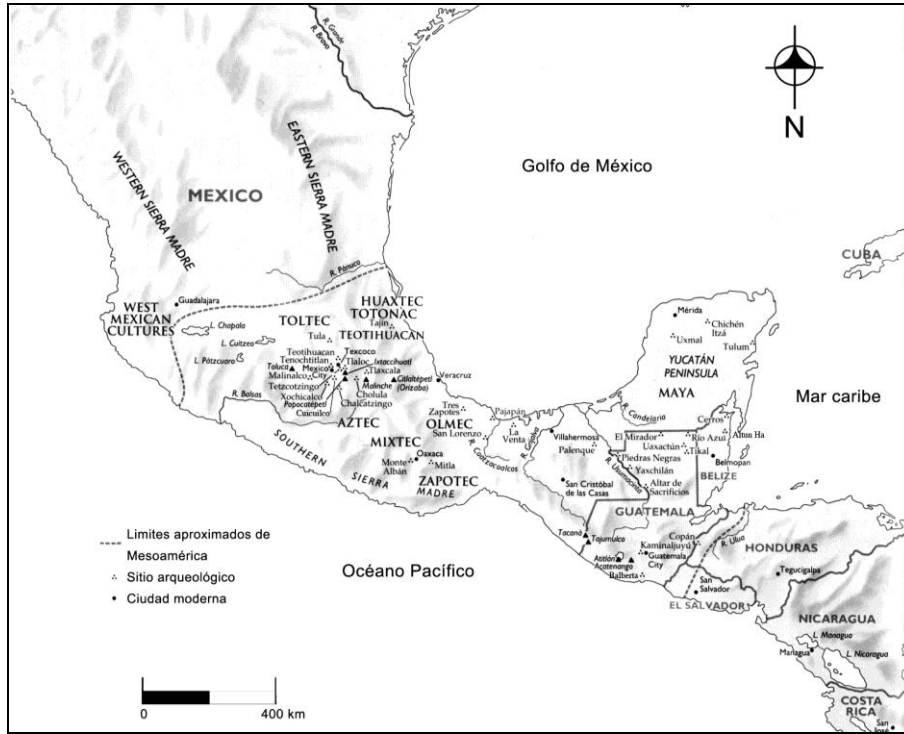 R. Grande
R. Bravo
N
Golfo de México
EASTERN SIERRA MADRE
WESTERN SIERRA MADRE
MEXICO
CUBA
R. Pánuco
Guadalajara
WEST
MEXICAN
CULTURES
HUAXTEC
TOTONAC
Tajín
TEOTIHUACAN
TOLTEC
Tula
L. Chapala
L. Cuitzeo
L. Pátzcuaro
Teotihuacan
Texcoco
Tenochtitlan
Tlaloc
Ixtaccíhuatl
Toluca
Mexico
City
Tlaxcala
Malinalco
Malinche
Citlaltépetl
(Orizaba)
Tetzcotzingo
Cholula
Xochicalco
Popocatépetl
Chalcatzingo
Cuicuilco
Veracruz
R. Balsas
AZTEC
Mérida
Chichén
Itzá
Uxmal
Tulum
YUCATÁN
PENINSULA
MAYA
Mar caribe
Tres
Zapotes
Pajapán
OLMEC
San Lorenzo
La
Venta
R. Coatzacoalcos
R. Grijalva
Villahermosa
Palenque
R. Candelaria
Cerros
El Mirador
Río Azul
Altun Ha
Uaxactún
Tikal
Piedras Negras
Belmopan
R. Usumacinta
Yaxchilán
BELIZE
Altar de
Sacrificios
MIXTEC
Oaxaca
Monte
Albán
Mitla
ZAPOTEC
SOUTHERN SIERRA MADRE
San Cristóbal
de las Casas
GUATEMALA
Tacaná
Tajumulco
Copán
R. Ulua
Kaminaljuyú
Guatemala
City
Atitlán
Acatenango
Balberta
HONDURAS
Tegucigalpa
San
Salvador
EL SALVADOR
NICARAGUA
L. Managua
Managua
L. Nicaragua
COSTA
RICA
San
José
Océano Pacífico
Limites aproximados de
Mesoamérica
Sitio arqueológico
Ciudad moderna
0 400 km